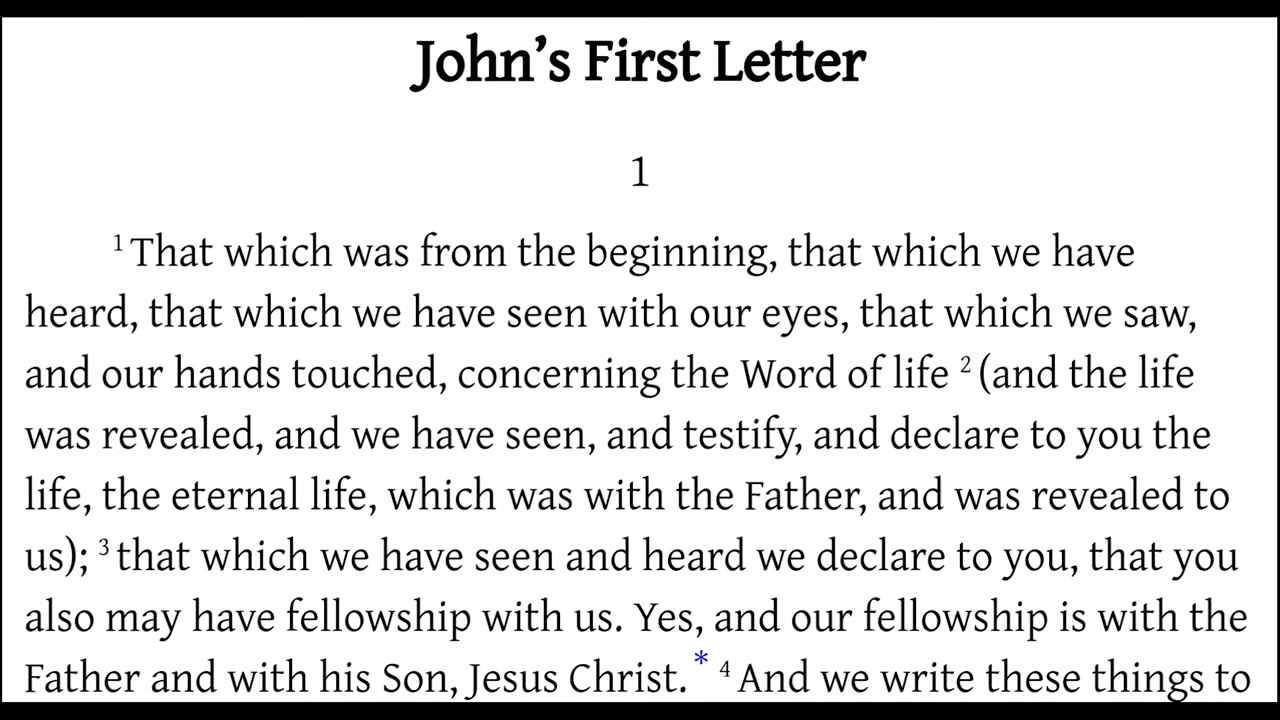 John’s First Letter
1
1 That which was from the beginning, that which we have
heard, that which we have seen with our eyes, that which we saw,
and our hands touched, concerning the Word of life 2 (and the life
was revealed, and we have seen, and testify, and declare to you the
life, the eternal life, which was with the Father, and was revealed to
us); 3 that which we have seen and heard we declare to you, that you
also may have fellowship with us. Yes, and our fellowship is with the
Father and with his Son, Jesus Christ. * 4 And we write these things to